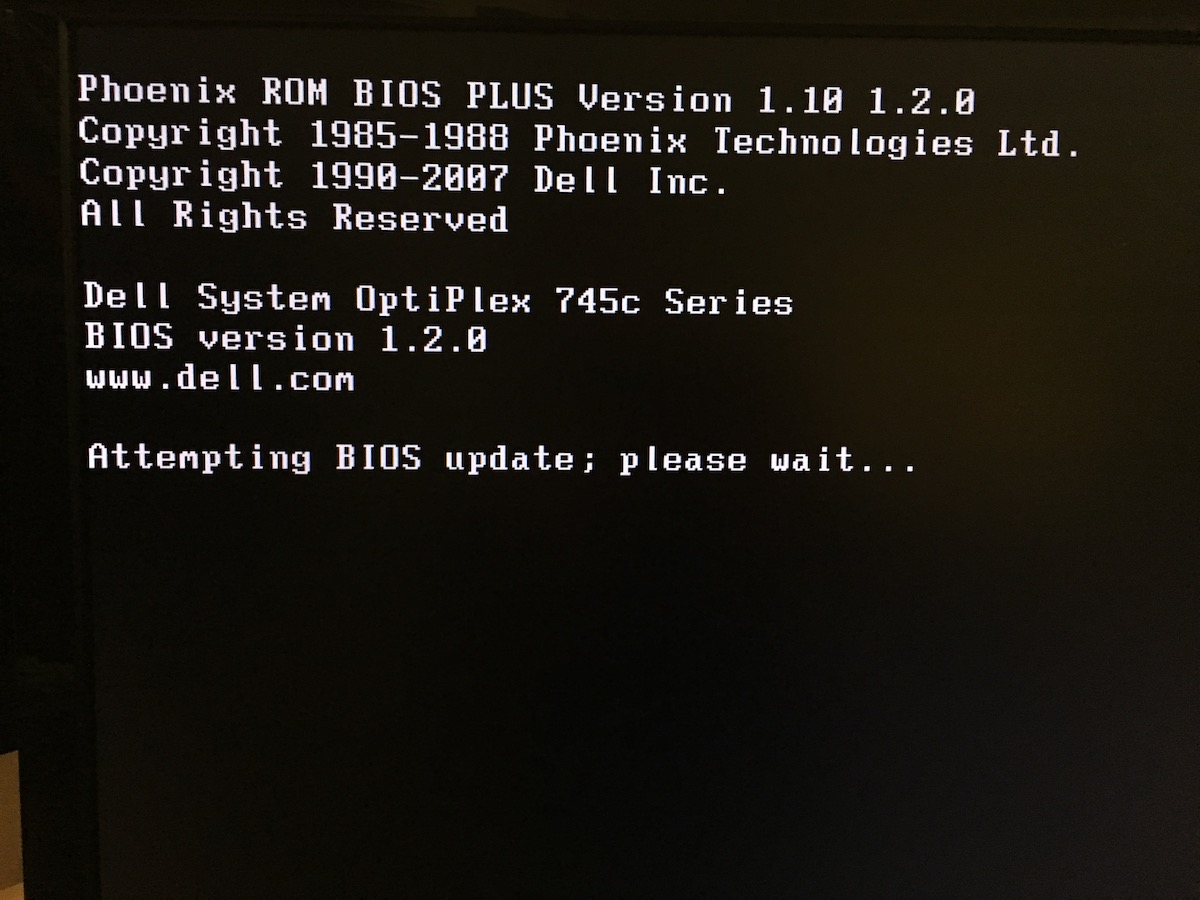 Phoenix ROM BIOS PLUS Version 1.10 1.2.0
Copyright 1985-1988 Phoenix Technologies Ltd.
Copyright 1990-2007 Dell Inc.
All Rights Reserved
Dell System OptiPlex 745c Series
BIOS version 1.2.0
www.dell.com
Attempting BIOS update; please wait...